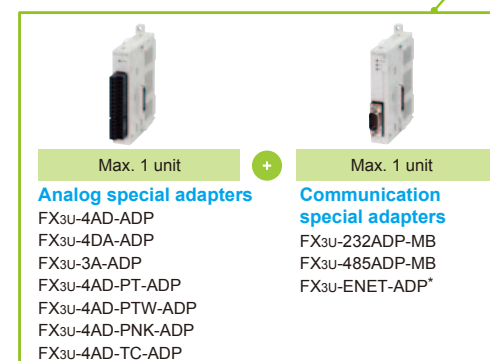 Max. 1 unit
+
Max. 1 unit
Analog special adapters
FX3U-4AD-ADP
FX3U-4DA-ADP
FX3U-3A-ADP
FX3U-4AD-PT-ADP
FX3U-4AD-PTW-ADP
FX3U-4AD-PNK-ADP
FX3U-4AD-TC-ADP
Communication
special adapters
FX3U-232ADP-MB
FX3U-485ADP-MB
FX3U-ENET-ADP*